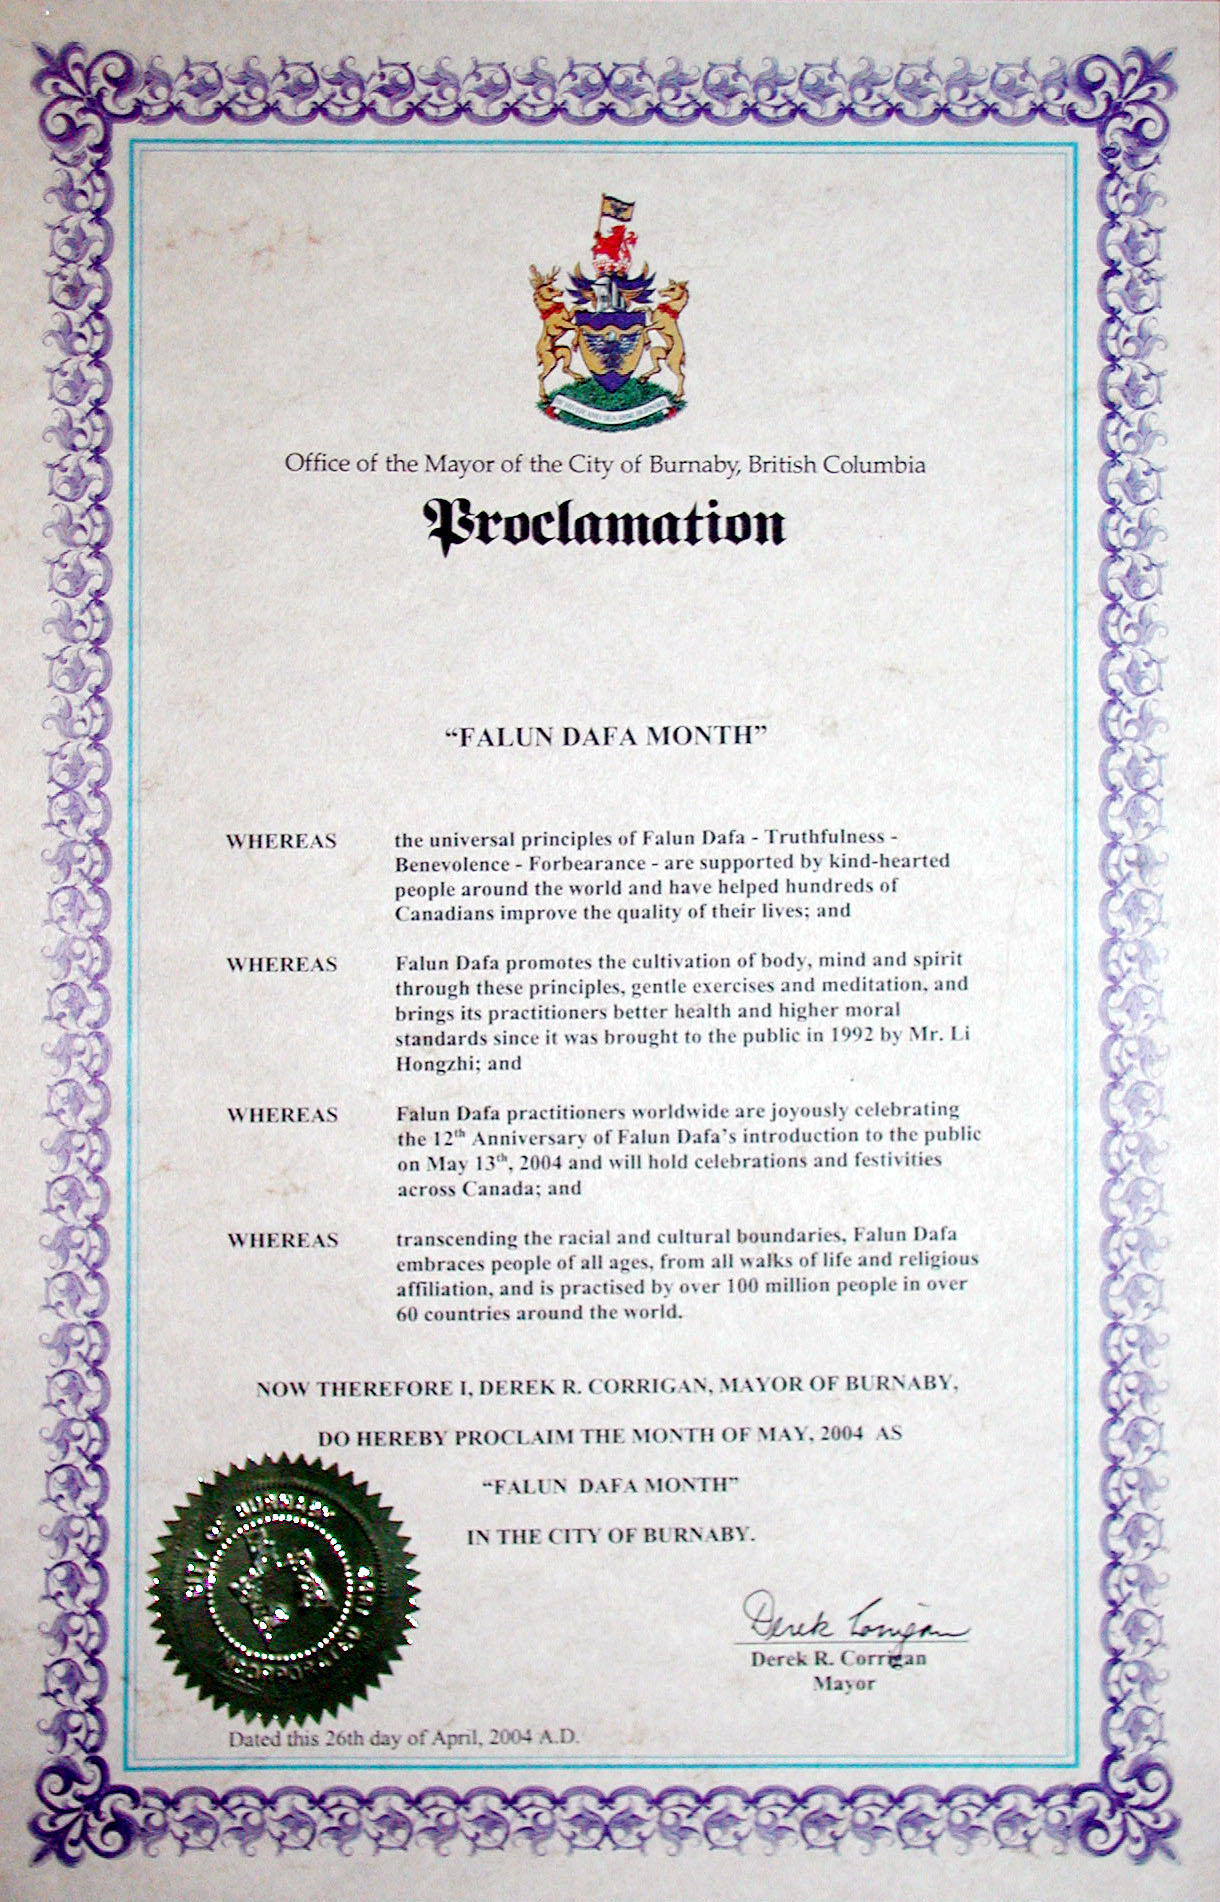 Office of the Mayor of the City of Burnaby, British Columbia
Proclamation
“FALUN DAFA MONTH”
WHEREAS the universal principles of Falun Dafa - Truthfulness -
Benevolence - Forbearance - are supported by kind-hearted
people around the world and have helped hundreds of
Canadians improve the quality of their lives; and
WHEREAS Falun Dafa promotes the cultivation of body, mind and spirit
through these principles, gentle exercises and meditation, and
brings its practitioners better health and higher moral
standards since it was brought to the public in 1992 by Mr. Li
Hongzhi; and
WHEREAS Falun Dafa practitioners worldwide are joyously celebrating
the 12th Anniversary of Falun Dafa's introduction to the public
on May 13th, 2004 and will hold celebrations and festivities
across Canada; and
WHEREAS transcending the racial and cultural boundaries, Falun Dafa
embraces people of all ages, from all walks of life and religious
affiliation, and is practised by over 100 million people in over
60 countries around the world.
NOW THEREFORE I, DEREK R. CORRIGAN, MAYOR OF BURNABY,
DO HEREBY PROCLAIM THE MONTH OF MAY, 2004 AS
“FALUN DAFA MONTH”
IN THE CITY OF BURNABY.
CITY OF BURNABY
INCORPORATED 1892
Derek Corrigan
Derek R. Corrigan
Mayor
Dated this 26th day of April, 2004 A.D.